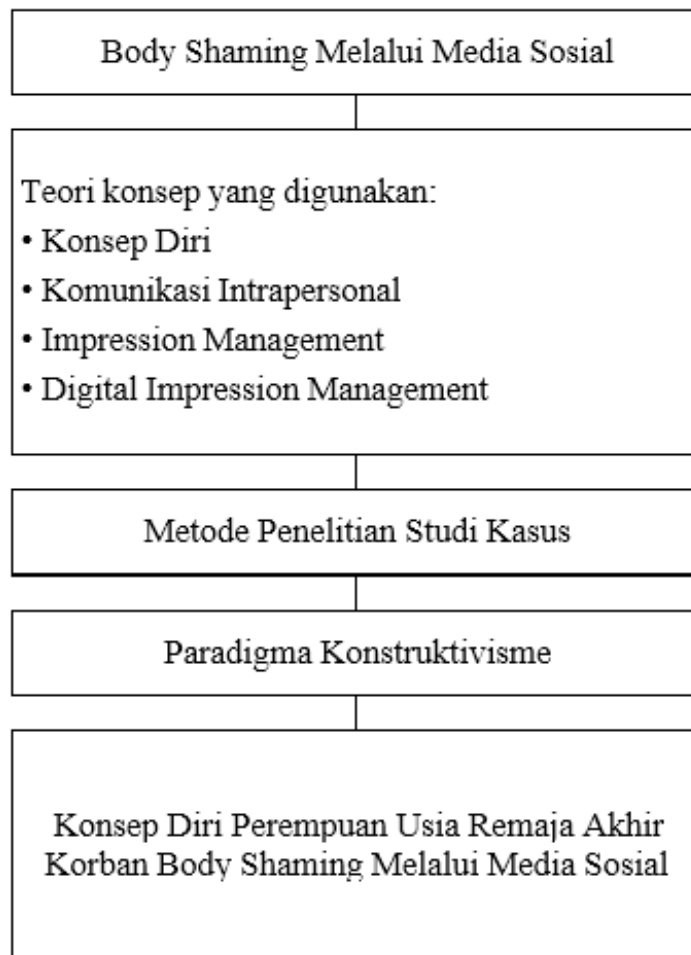 Body Shaming Melalui Media Sosial
Teori konsep yang digunakan:
• Konsep Diri
• Komunikasi Intrapersonal
• Impression Management
• Digital Impression Management
Metode Penelitian Studi Kasus
Paradigma Konstruktivisme
Konsep Diri Perempuan Usia Remaja Akhir
Korban Body Shaming Melalui Media Sosial